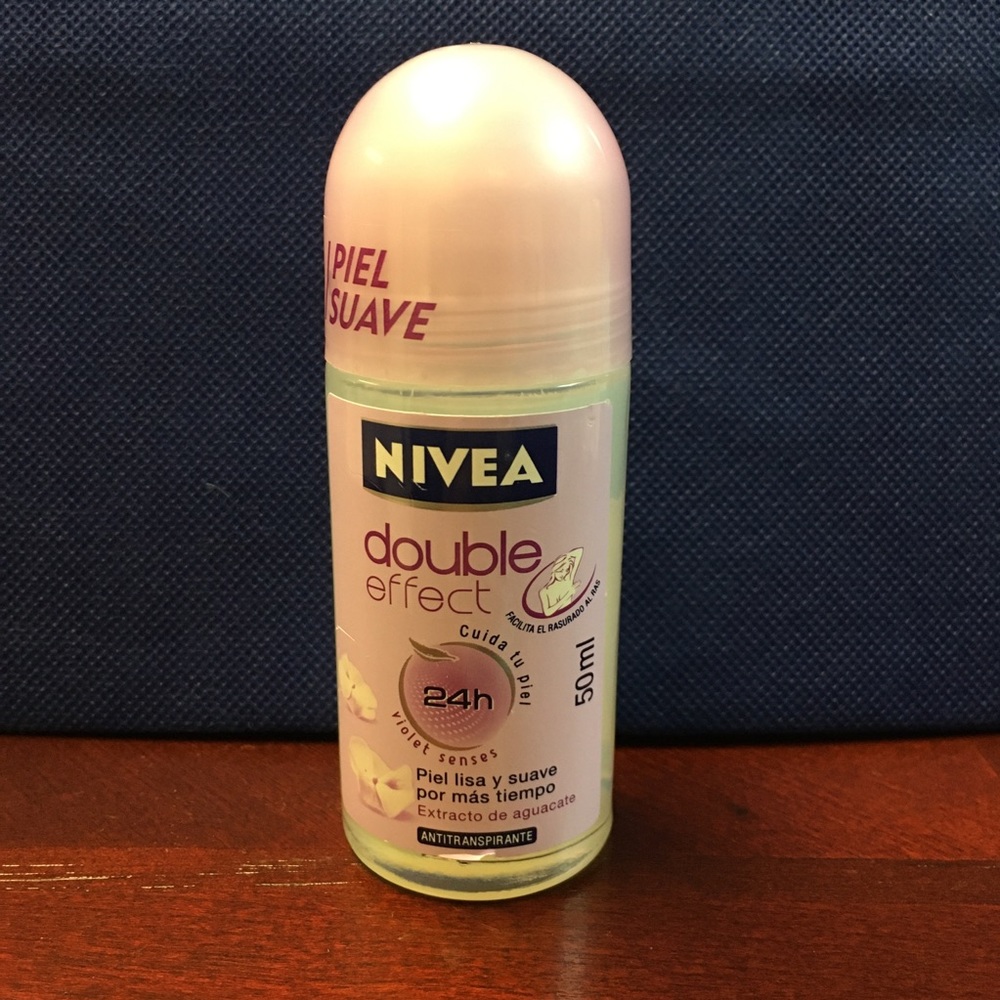 PIEL
SUAVE
NIVEA
double
effect
FACILITA EL RASURADO AL RAS
Cuida tu piel
24h
violet senses
50ml
Piel lisa y suave
por más tiempo
Extracto de aguacate
ANTITRANSPIRANTE